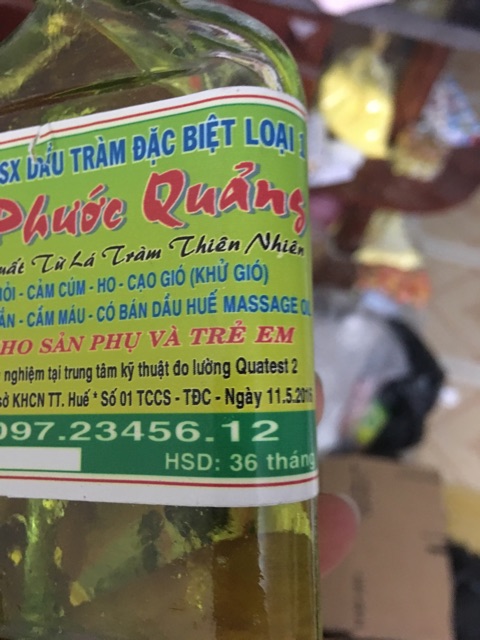 SX DẦU TRÀM ĐẶC BIỆT LOẠI 1
Phước Quảng
uất Từ Lá Tràm Thiên Nhiên
ỎI - CẢM CÚM - HO - CẠO GIÓ (KHỬ GIÓ)
ẮN - CẦM MÁU - CÓ BÁN DẦU HUẾ MASSAGE O
HO SẢN PHỤ VÀ TRẺ EM
nghiệm tại trung tâm kỹ thuật đo lường Quatest 2
sở KHCN TT. Huế * Số 01 TCCS - TĐC - Ngày 11.5.2016
097.23456.12
HSD: 36 tháng